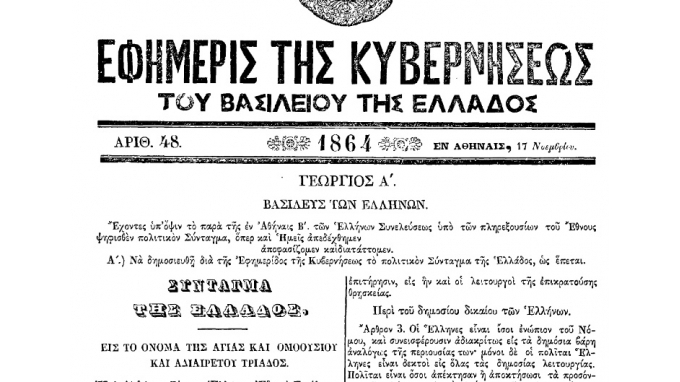 ΕΦΗΜΕΡΙΣ ΤΗΣ ΚΥΒΕΡΝΗΣΕΩΣ
ΤΟΥ ΒΑΣΙΛΕΙΟΥ ΤΗΣ ΕΛΛΑΔΟΣ
ΑΡΙΘ. 48. 1864 ΕΝ ΑΘΗΝΑΙΣ, 17 Νοεμβρίου.
ΓΕΩΡΓΙΟΣ Α΄.
ΒΑΣΙΛΕΥΣ ΤΩΝ ΕΛΛΗΝΩΝ.
Ἔχοντες ὑπ' ὄψιν τὸ παρὰ τῆς ἐν Ἀθήναις Β΄. τῶν Ἑλλήνων Συνελεύσεως ὑπὸ τῶν πληρεξουσίων τοῦ Ἔθνους
ψηφισθὲν πολιτικὸν Σύνταγμα, ὅπερ καὶ Ἡμεῖς ἀπεδέχθημεν
ἀποφασίζομεν καὶ διατάττομεν.
Α΄.) Νὰ δημοσιευθῇ διὰ τῆς Ἐφημερίδος τῆς Κυβερνήσεως τὸ πολιτικὸν Σύνταγμα τῆς Ἑλλάδος, ὡς ἕπεται.
ΣΥΝΤΑΓΜΑ
ΤΗΣ ΕΛΛΑΔΟΣ,
ΕΙΣ ΤΟ ΟΝΟΜΑ ΤΗΣ ΑΓΙΑΣ ΚΑΙ ΟΜΟΟΥΣΙΟΥ
ΚΑΙ ΑΔΙΑΙΡΕΤΟΥ ΤΡΙΑΔΟΣ.
ἐπιτήρησιν, εἰς ἣν καὶ οἱ λειτουργοὶ τῆς ἐπικρατούσης
θρησκείας.
Περὶ τοῦ δημοσίου δικαίου τῶν Ἑλλήνων.
Ἄρθρον 3. Οἱ Ἕλληνες εἶναι ἴσοι ἐνώπιον τοῦ Νό-
μου, καὶ συνεισφέρουσιν ἀδιακρίτως εἰς τὰ δημόσια βάρη
ἀναλόγως τῆς περιουσίας των· μόνοι δὲ οἱ πολῖται Ἕλ-
ληνες εἶναι δεκτοὶ εἰς ὅλας τὰς δημοσίας λειτουργίας.
Πολῖται εἶναι ὅσοι ἀπέκτησαν ἢ ἀποκτήσωσι τὰ προσόν-